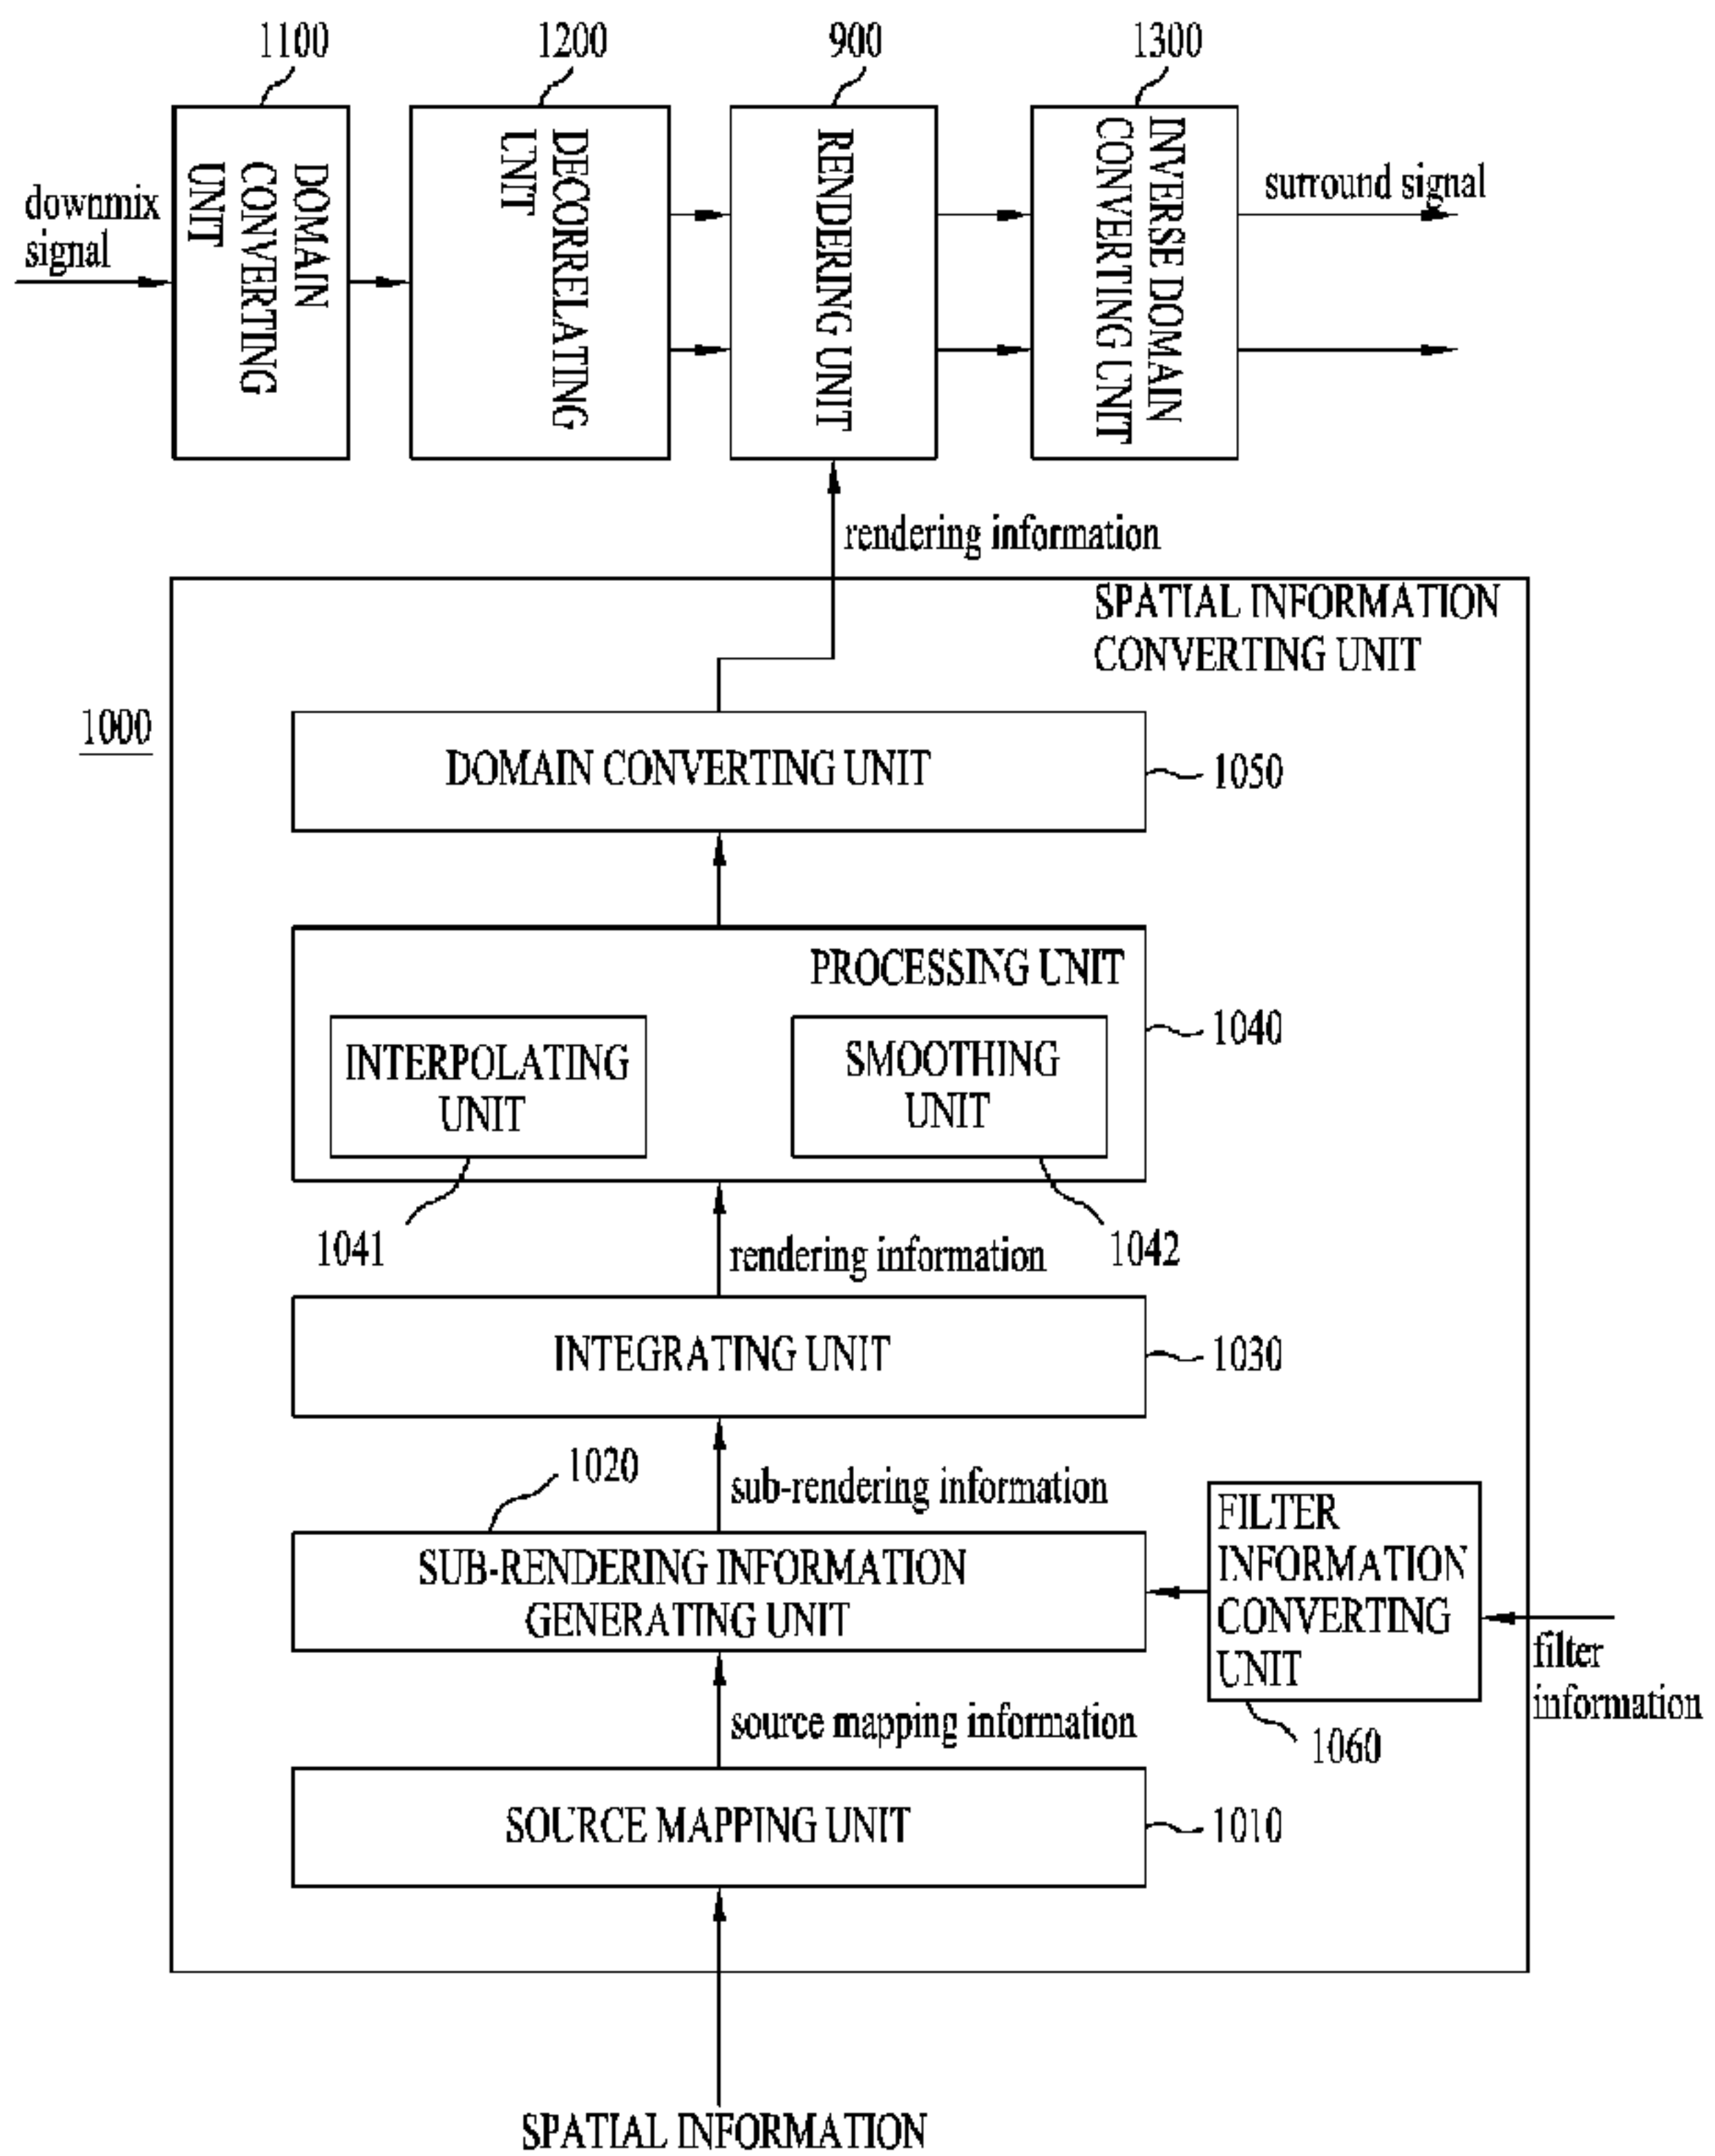 1100
1200
900
1300
downmix
signal
DOMAIN
CONVERTING
UNIT
DECORRELATING
UNIT
RENDERING UNIT
INVERSE DOMAIN
CONVERTING UNIT
surround signal
rendering information
SPATIAL INFORMATION
CONVERTING UNIT
1000
DOMAIN CONVERTING UNIT
1050
PROCESSING UNIT
1040
INTERPOLATING
UNIT
SMOOTHING
UNIT
1041
1042
rendering information
INTEGRATING UNIT
1030
1020
sub-rendering information
SUB-RENDERING INFORMATION
GENERATING UNIT
FILTER
INFORMATION
CONVERTING
UNIT
filter
information
1060
source mapping information
SOURCE MAPPING UNIT
1010
SPATIAL INFORMATION